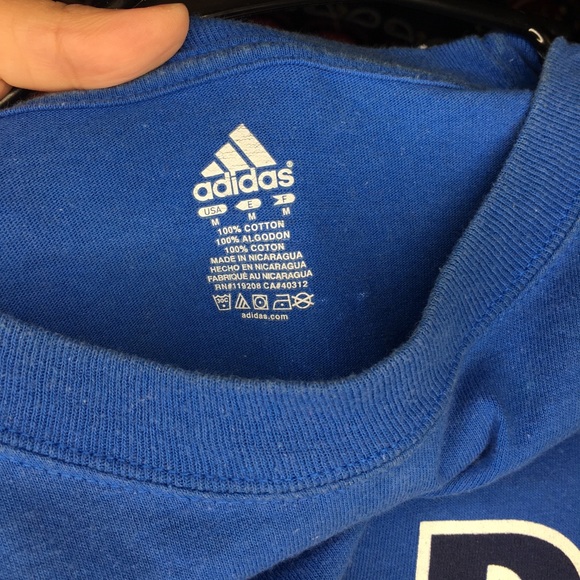 adidas®
USA E F
M M M
100% COTTON
100% ALGODON
100% COTON
MADE IN NICARAGUA
HECHO EN NICARAGUA
FABRIQUÉ AU NICARAGUA
RN#119208 CA#40312
adidas.com